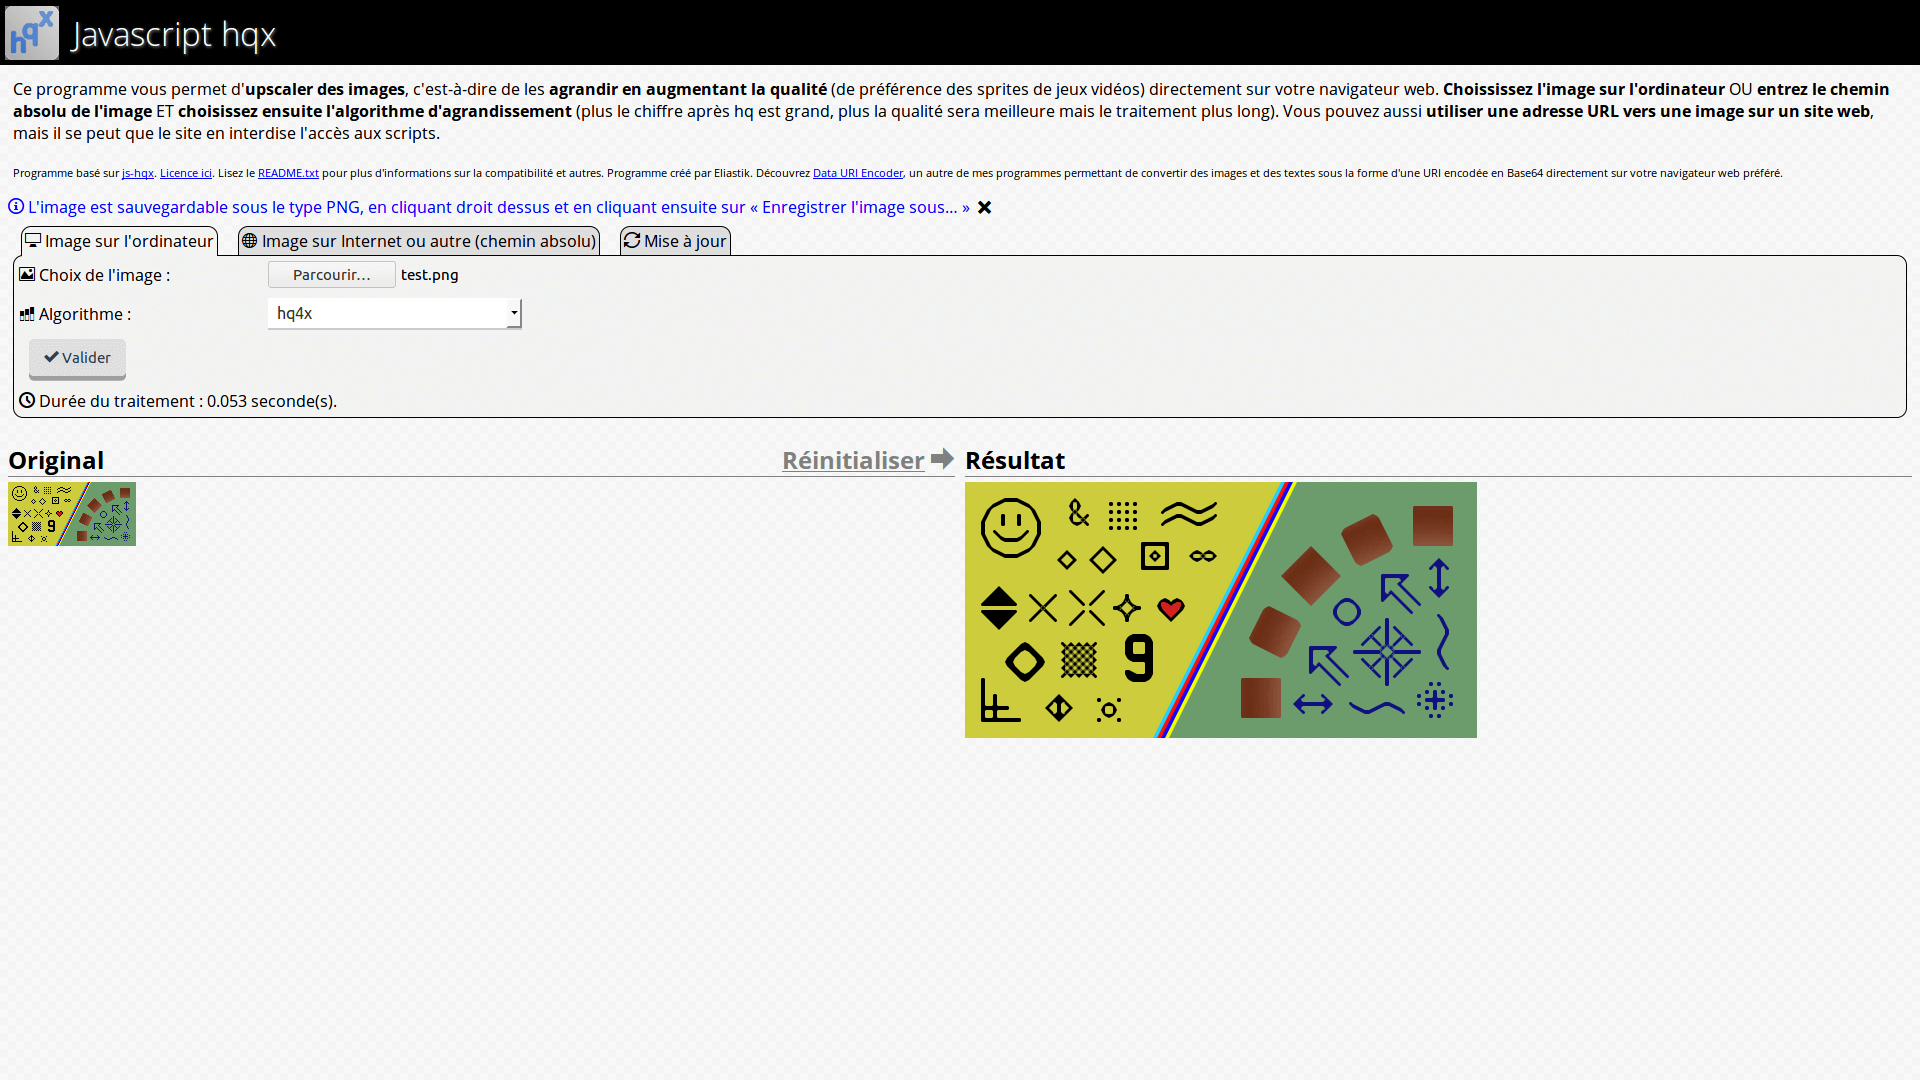 hqx
Javascript hqx
Ce programme vous permet d'upscaler des images, c'est-à-dire de les agrandir en augmentant la qualité (de préférence des sprites de jeux vidéos) directement sur votre navigateur web. Choississez l'image sur l'ordinateur OU entrez le chemin
absolu de l'image ET choisissez ensuite l'algorithme d'agrandissement (plus le chiffre après hq est grand, plus la qualité sera meilleure mais le traitement plus long). Vous pouvez aussi utiliser une adresse URL vers une image sur un site web,
mais il se peut que le site en interdise l'accès aux scripts.
Programme basé sur js-hqx. Licence ici. Lisez le README.txt pour plus d'informations sur la compatibilité et autres. Programme créé par Eliastik. Découvrez Data URI Encoder, un autre de mes programmes permettant de convertir des images et des textes sous la forme d'une URI encodée en Base64 directement sur votre navigateur web préféré.
L'image est sauvegardable sous le type PNG, en cliquant droit dessus et en cliquant ensuite sur « Enregistrer l'image sous... »
Image sur l'ordinateur Image sur Internet ou autre (chemin absolu) Mise à jour
Choix de l'image : Parcourir... test.png
Algorithme : hq4x
Valider
Durée du traitement : 0.053 seconde(s).
Original Réinitialiser Résultat
&
9
&
9